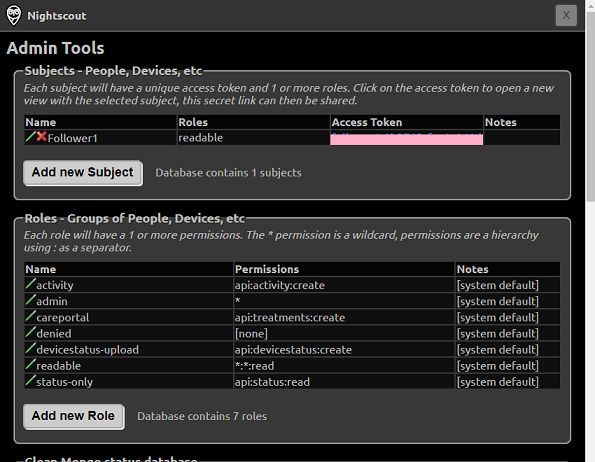 Nightscout
X
Admin Tools
Subjects - People, Devices, etc
Each subject will have a unique access token and 1 or more roles. Click on the access token to open a new
view with the selected subject, this secret link can then be shared.
Name Roles Access Token Notes
Follower1 readable
Add new Subject Database contains 1 subjects
Roles - Groups of People, Devices, etc
Each role will have a 1 or more permissions. The * permission is a wildcard, permissions are a hierarchy
using : as a separator.
Name Permissions Notes
activity api:activity:create [system default]
admin * [system default]
careportal api:treatments:create [system default]
denied [none] [system default]
devicestatus-upload api:devicestatus:create [system default]
readable *:*:read [system default]
status-only api:status:read [system default]
Add new Role Database contains 7 roles
Clean Mongo status database